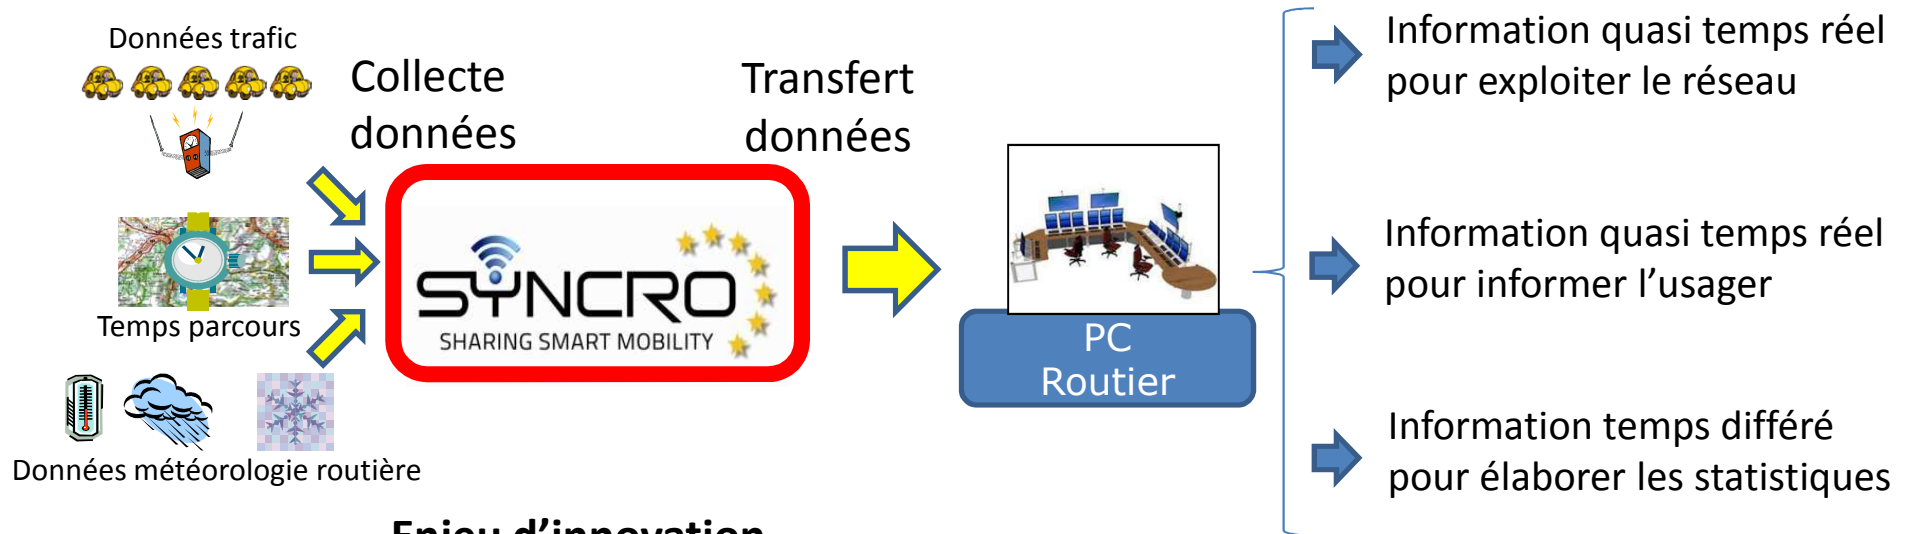 Données trafic
Collecte
données
Transfert
données
Temps parcours
Données météorologie routière
SYNCRO
SHARING SMART MOBILITY
PC
Routier
Information quasi temps réel
pour exploiter le réseau
Information quasi temps réel
pour informer l’usager
Information temps différé
pour élaborer les statistiques
Enjeu d’innovation